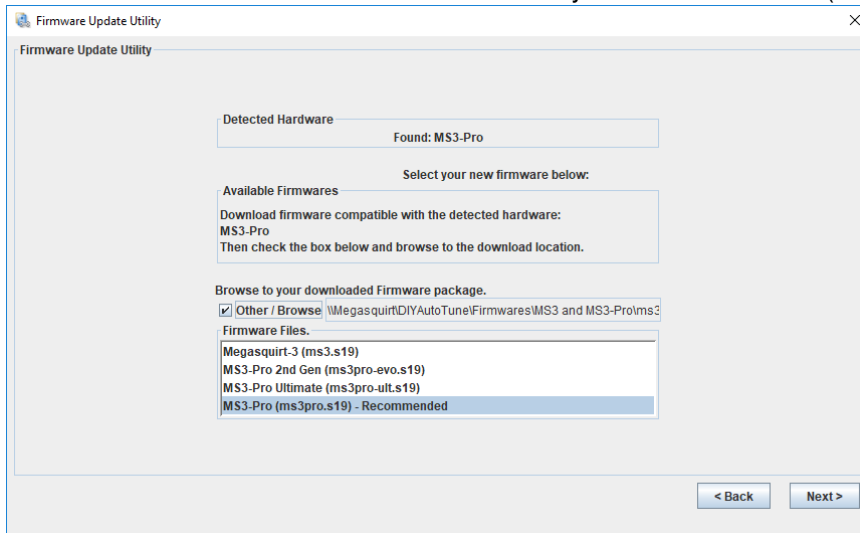 Firmware Update Utility
Firmware Update Utility
Detected Hardware
Found: MS3-Pro
Select your new firmware below:
Available Firmwares
Download firmware compatible with the detected hardware:
MS3-Pro
Then check the box below and browse to the download location.
Browse to your downloaded Firmware package.
Other / Browse \\Megasquirt\DIYAutoTune\Firmwares\MS3 and MS3-Pro\ms3
Firmware Files.
Megasquirt-3 (ms3.s19)
MS3-Pro 2nd Gen (ms3pro-evo.s19)
MS3-Pro Ultimate (ms3pro-ult.s19)
MS3-Pro (ms3pro.s19) - Recommended
< Back Next >